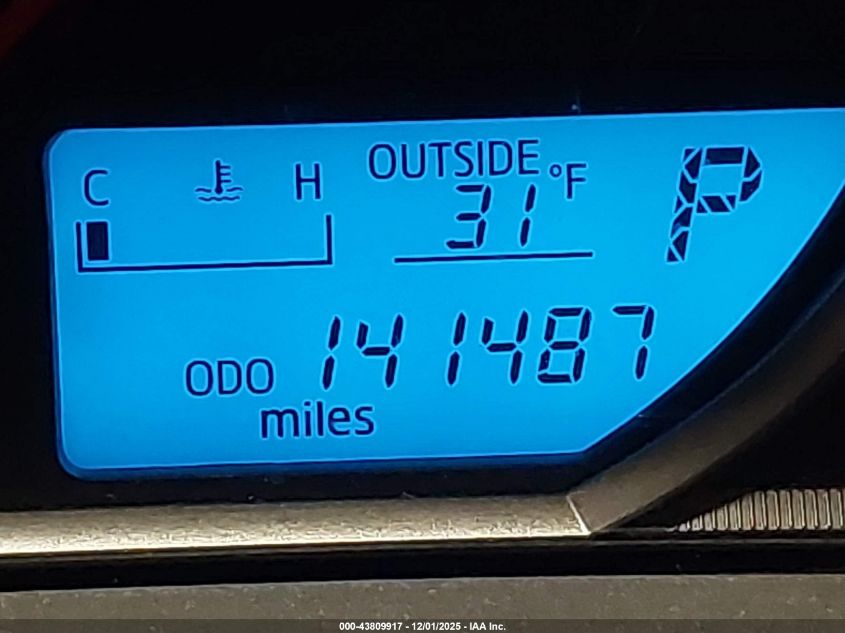 C H
OUTSIDE °F
31
P
ODO 141487
miles
000-43809917 - 12/01/2025 - IAA Inc.